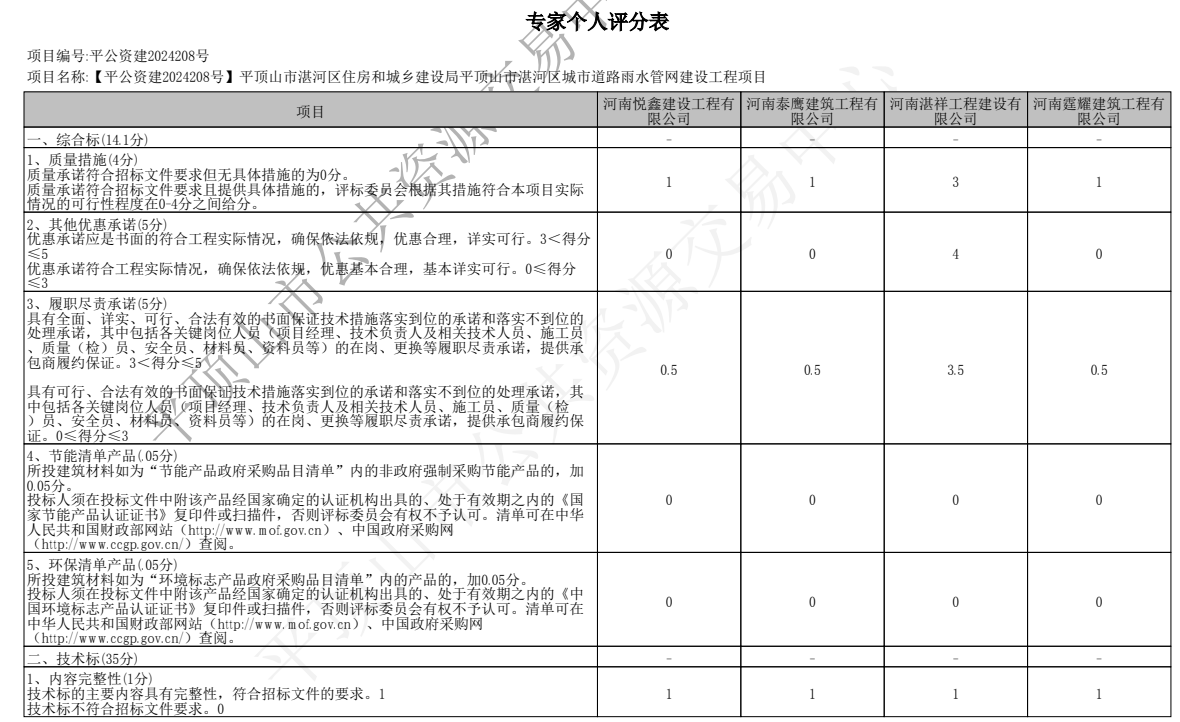 专家个人评分表
项目编号:平公资建2024208号
项目名称:【平公资建2024208号】平顶山市湛河区住房和城乡建设局平顶山市湛河区城市道路雨水管网建设工程项目
项目 河南悦鑫建设工程有限公司 河南泰鹰建筑工程有限公司 河南湛祥工程建设有限公司 河南霆耀建筑工程有限公司
一、综合标(14.1分) - - - -
1、质量措施(4分)
质量承诺符合招标文件要求但无具体措施的为0分。
质量承诺符合招标文件要求且提供具体措施的，评标委员会根据其措施符合本项目实际
情况的可行性程度在0-4分之间给分。
1 1 3 1
2、其他优惠承诺(5分)
优惠承诺应是书面的符合工程实际情况，确保依法依规，优惠合理，详实可行。3＜得分
≤5
优惠承诺符合工程实际情况，确保依法依规，优惠基本合理，基本详实可行。0≤得分
≤3
0 0 4 0
3、履职尽责承诺(5分)
具有全面、详实、可行、合法有效的书面保证技术措施落实到位的承诺和落实不到位的
处理承诺，其中包括各关键岗位人员（项目经理、技术负责人及相关技术人员、施工员
、质量（检）员、安全员、材料员、资料员等）的在岗、更换等履职尽责承诺，提供承
包商履约保证。3＜得分≤5
具有可行、合法有效的书面保证技术措施落实到位的承诺和落实不到位的处理承诺，其
中包括各关键岗位人员（项目经理、技术负责人及相关技术人员、施工员、质量（检
）员、安全员、材料员、资料员等）的在岗、更换等履职尽责承诺，提供承包商履约保
证。0≤得分≤3
0.5 0.5 3.5 0.5
4、节能清单产品(.05分)
所投建筑材料如为“节能产品政府采购品目清单”内的非政府强制采购节能产品的，加
0.05分。
投标人须在投标文件中附该产品经国家确定的认证机构出具的、处于有效期之内的《国
家节能产品认证证书》复印件或扫描件，否则评标委员会有权不予认可。清单可在中华
人民共和国财政部网站（http://www.mof.gov.cn）、中国政府采购网
（http://www.ccgp.gov.cn/）查阅。
0 0 0 0
5、环保清单产品(.05分)
所投建筑材料如为“环境标志产品政府采购品目清单”内的产品的，加0.05分。
投标人须在投标文件中附该产品经国家确定的认证机构出具的、处于有效期之内的《中
国环境标志产品认证证书》复印件或扫描件，否则评标委员会有权不予认可。清单可在
中华人民共和国财政部网站（http://www.mof.gov.cn）、中国政府采购网
（http://www.ccgp.gov.cn/）查阅。
0 0 0 0
二、技术标(35分) - - - -
1、内容完整性(1分)
技术标的主要内容具有完整性，符合招标文件的要求。1
技术标不符合招标文件要求。0
1 1 1 1
平顶山市公共资源交易
平顶山市公共资源交易中心